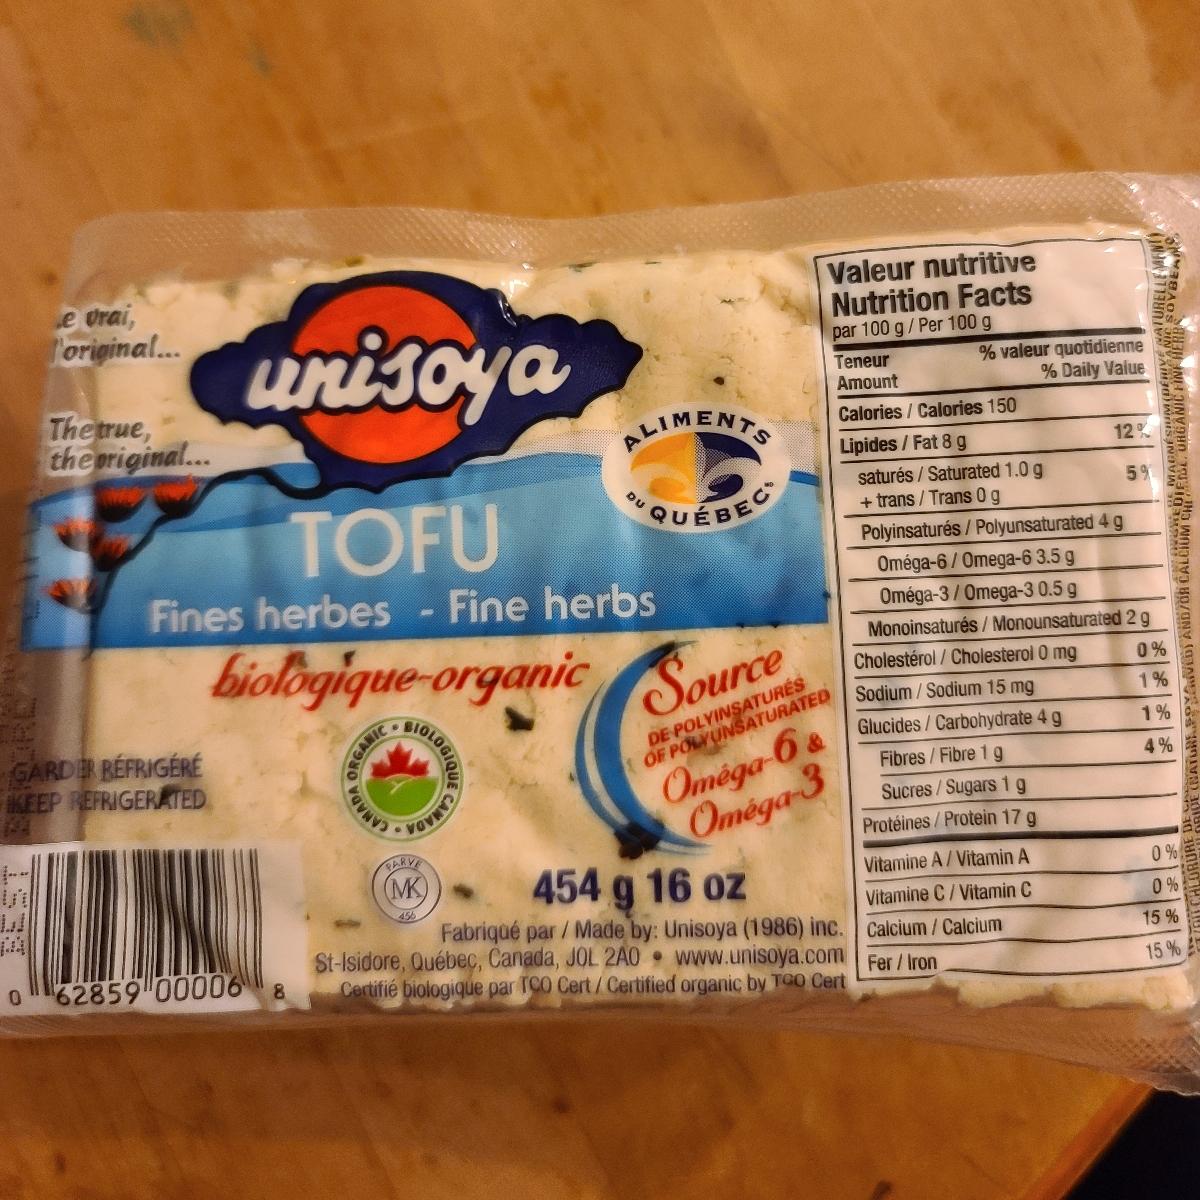 Le vrai,
l'original...
The true,
the original...
unisoya
ALIMENTS
DU QUÉBEC
TOFU
Fines herbes - Fine herbs
biologique-organic
Source
DE POLYINSATURÉS
OF POLYUNSATURATED
Oméga-6 &
Oméga-3
CANADA ORGANIC • BIOLOGIQUE CANADA •
GARDER RÉFRIGÉRÉ
KEEP REFRIGERATED
PARVE
MK
456
454 g 16 oz
Fabriqué par / Made by: Unisoya (1986) inc.
St-Isidore, Québec, Canada, J0L 2A0 • www.unisoya.com
Certifié biologique par TCO Cert / Certified organic by TCO Cert
BEST
0 62859 00006 8
Valeur nutritive
Nutrition Facts
par 100 g / Per 100 g
Teneur % valeur quotidienne
Amount % Daily Value
Calories / Calories 150
Lipides / Fat 8 g 12 %
saturés / Saturated 1.0 g 5 %
+ trans / Trans 0 g
Polyinsaturés / Polyunsaturated 4 g
Oméga-6 / Omega-6 3.5 g
Oméga-3 / Omega-3 0.5 g
Monoinsaturés / Monounsaturated 2 g
Cholestérol / Cholesterol 0 mg 0 %
Sodium / Sodium 15 mg 1 %
Glucides / Carbohydrate 4 g 1 %
Fibres / Fibre 1 g 4 %
Sucres / Sugars 1 g
Protéines / Protein 17 g
Vitamine A / Vitamin A 0 %
Vitamine C / Vitamin C 0 %
Calcium / Calcium 15 %
Fer / Iron 15 %